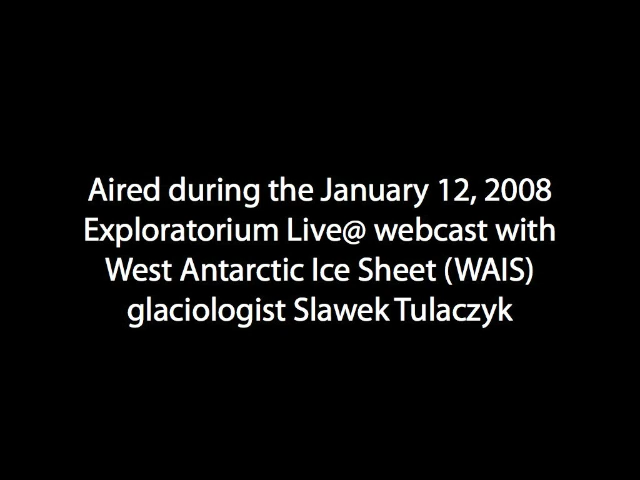 Aired during the January 12, 2008
Exploratorium Live@ webcast with
West Antarctic Ice Sheet (WAIS)
glaciologist Slawek Tulaczyk